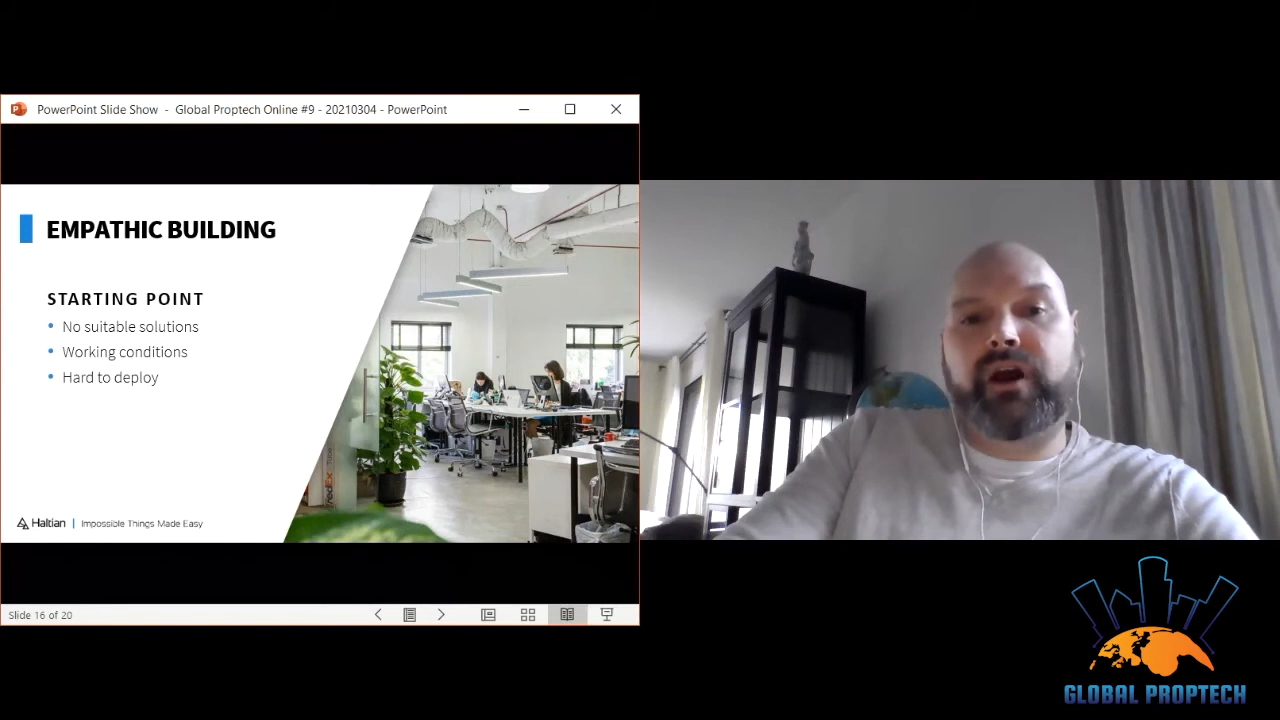 PowerPoint Slide Show - Global Proptech Online #9 - 20210304 - PowerPoint
EMPATHIC BUILDING
STARTING POINT
• No suitable solutions
• Working conditions
• Hard to deploy
FedEx
Haltian | Impossible Things Made Easy
Slide 16 of 20
GLOBAL PROPTECH